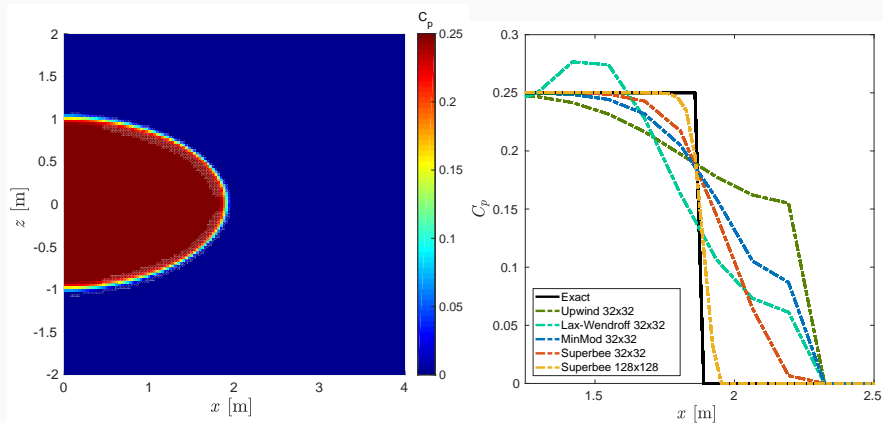 C_p
2
1.5
1
0.5
0
-0.5
-1
-1.5
-2
z [m]
0
1
2
3
4
x [m]
0.25
0.2
0.15
0.1
0.05
0
0.3
0.25
0.2
0.15
0.1
0.05
0
C_p
Exact
Upwind 32x32
Lax-Wendroff 32x32
MinMod 32x32
Superbee 32x32
Superbee 128x128
1.5
2
2.5
x [m]